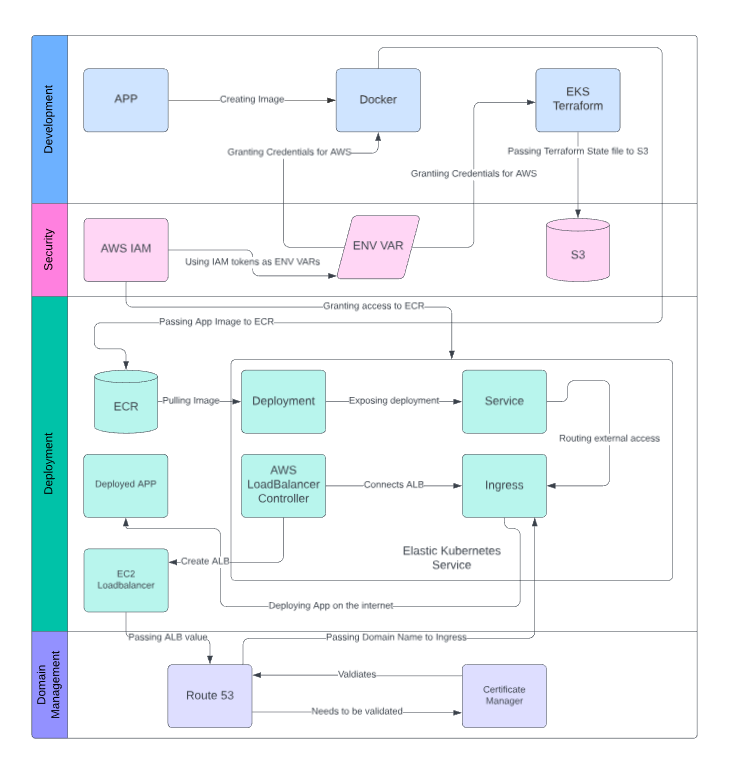 Development
APP
Creating Image
Docker
EKS
Terraform
Granting Credentials for AWS
Passing Terraform State file to S3
Grantiing Credentials for AWS
Security
AWS IAM
Using IAM tokens as ENV VARs
ENV VAR
S3
Granting access to ECR
Passing App Image to ECR
Deployment
ECR
Pulling Image
Deployment
Exposing deployment
Service
Routing external access
Deployed APP
AWS
LoadBalancer
Controller
Connects ALB
Ingress
Elastic Kubernetes
Service
EC2
Loadbalancer
Create ALB
Deploying App on the internet
Passing ALB value
Passing Domain Name to Ingress
Domain
Management
Route 53
Valdiates
Needs to be validated
Certificate
Manager